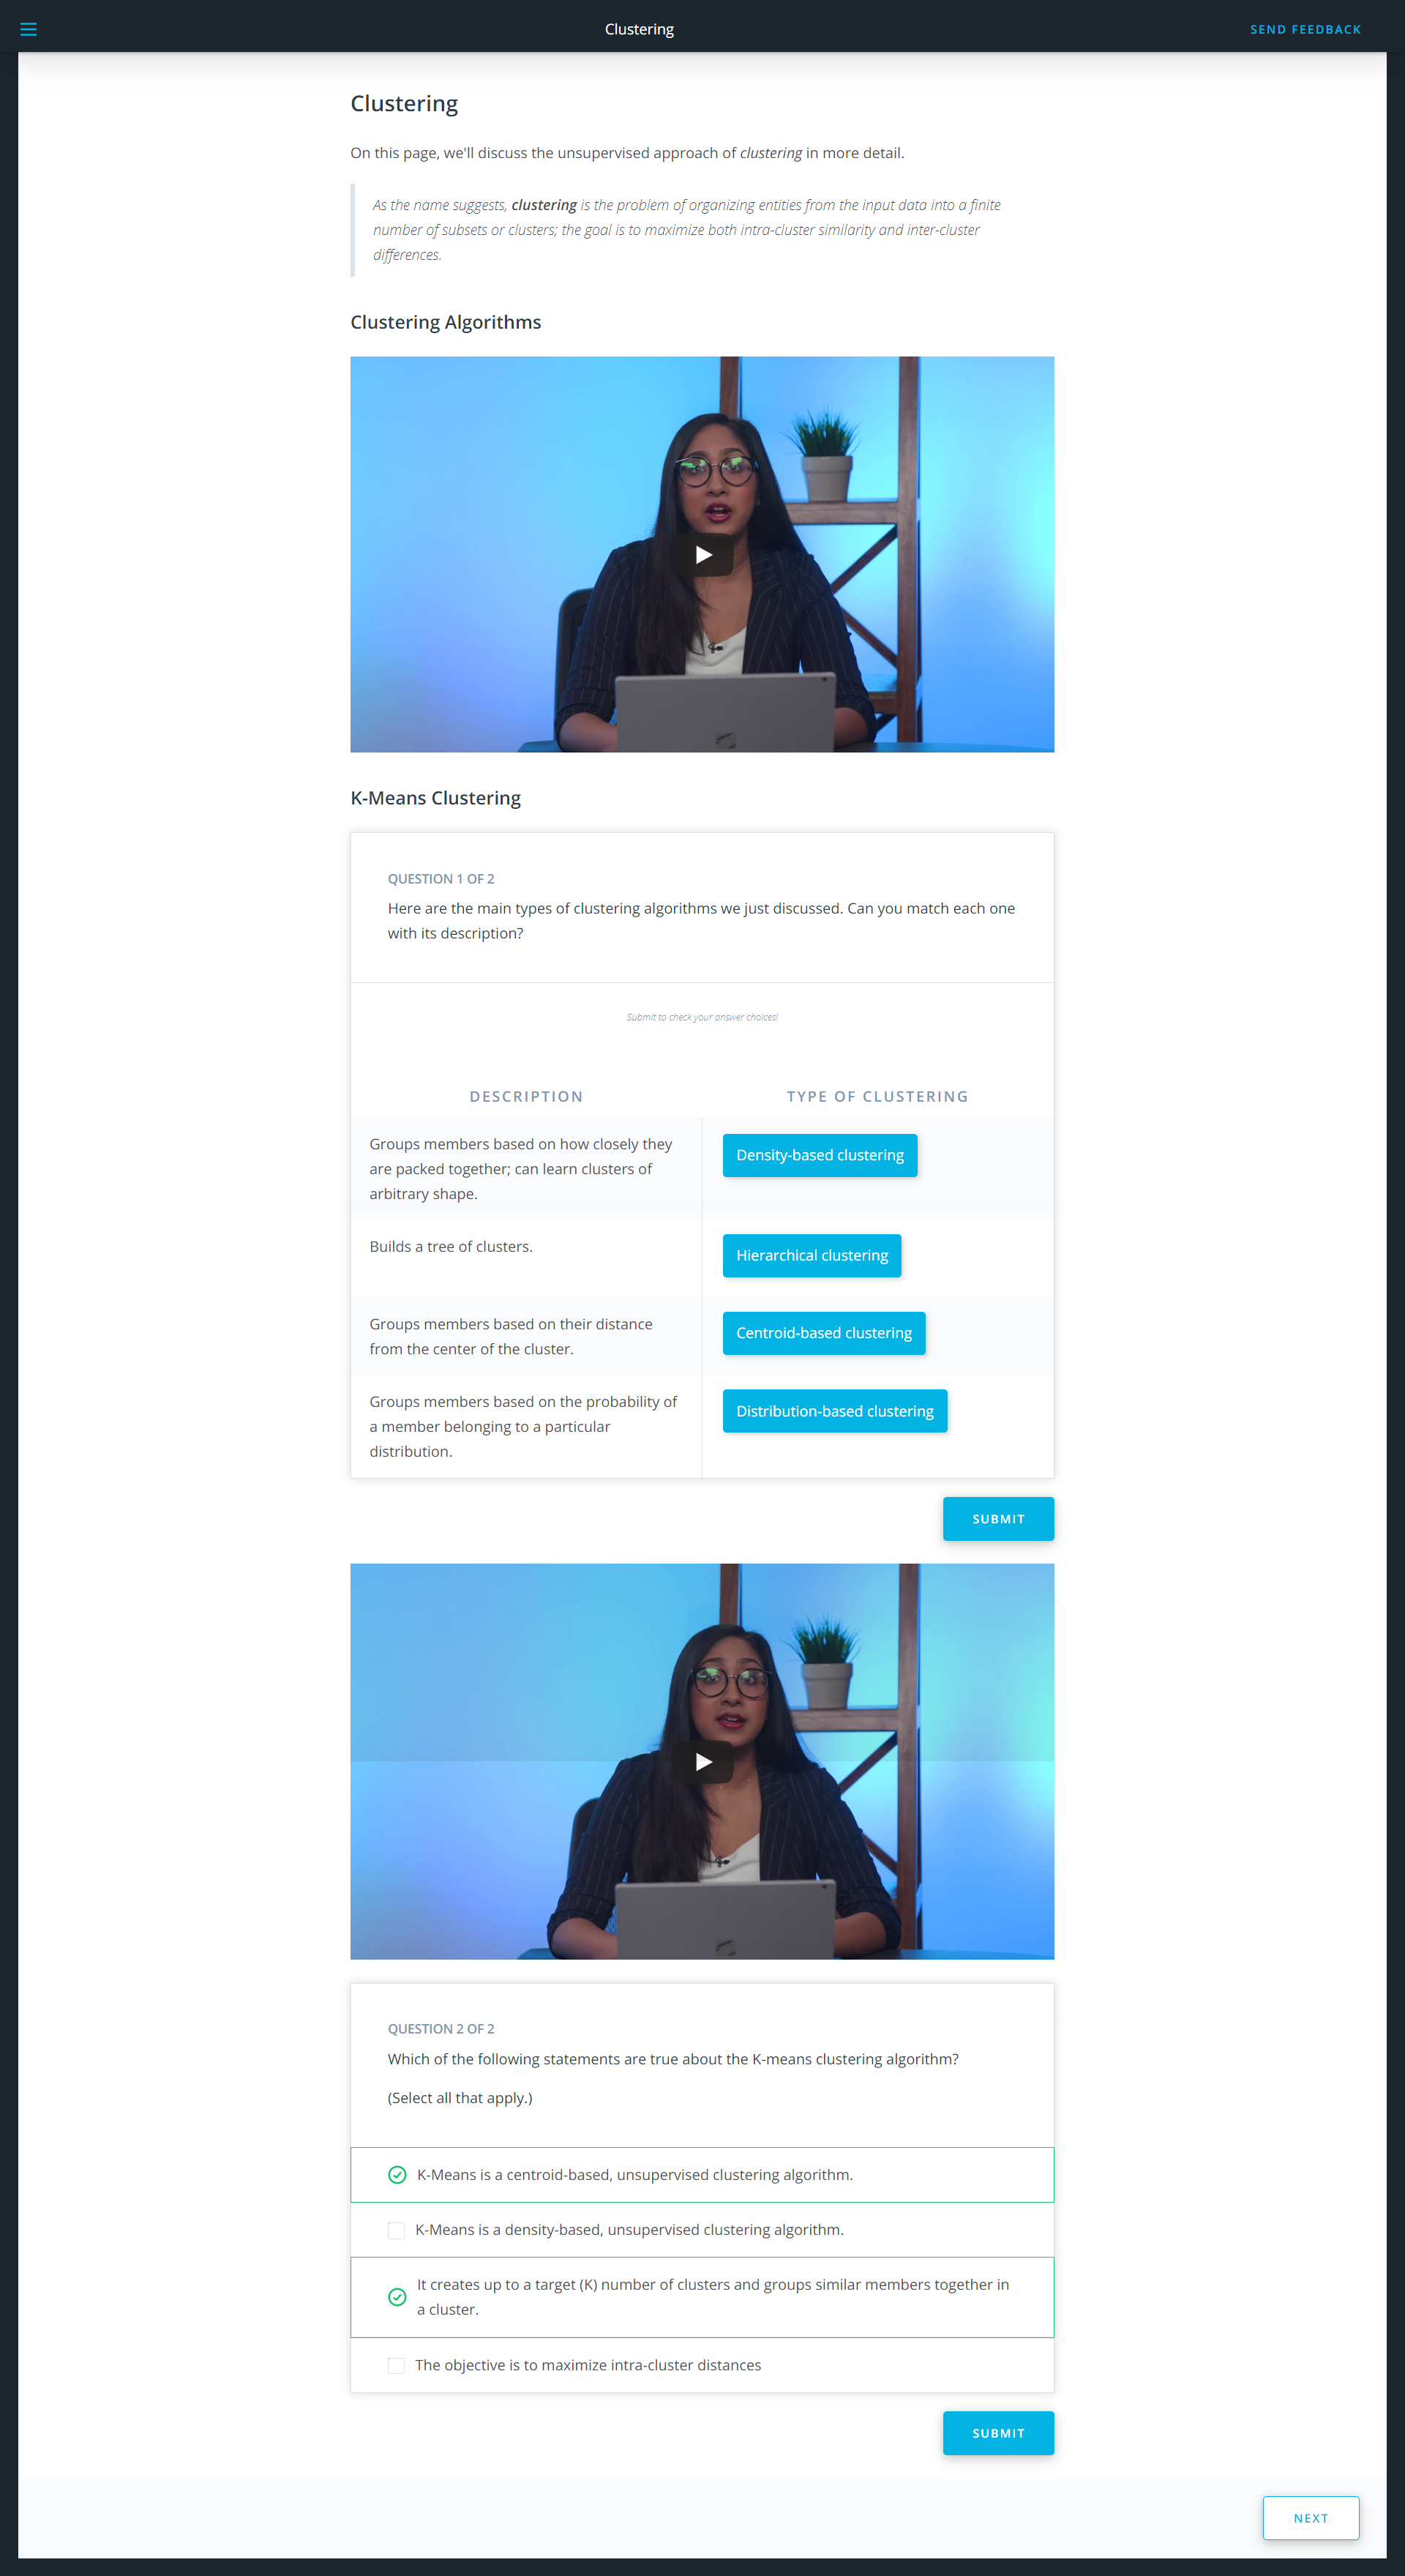 Clustering
SEND FEEDBACK
Clustering
On this page, we'll discuss the unsupervised approach of clustering in more detail.
As the name suggests, clustering is the problem of organizing entities from the input data into a finite
number of subsets or clusters; the goal is to maximize both intra-cluster similarity and inter-cluster
differences.
Clustering Algorithms
K-Means Clustering
QUESTION 1 OF 2
Here are the main types of clustering algorithms we just discussed. Can you match each one
with its description?
Submit to check your answer choices!
DESCRIPTION
TYPE OF CLUSTERING
Groups members based on how closely they
are packed together; can learn clusters of
arbitrary shape.
Density-based clustering
Builds a tree of clusters.
Hierarchical clustering
Groups members based on their distance
from the center of the cluster.
Centroid-based clustering
Groups members based on the probability of
a member belonging to a particular
distribution.
Distribution-based clustering
SUBMIT
QUESTION 2 OF 2
Which of the following statements are true about the K-means clustering algorithm?
(Select all that apply.)
K-Means is a centroid-based, unsupervised clustering algorithm.
K-Means is a density-based, unsupervised clustering algorithm.
It creates up to a target (K) number of clusters and groups similar members together in
a cluster.
The objective is to maximize intra-cluster distances
SUBMIT
NEXT